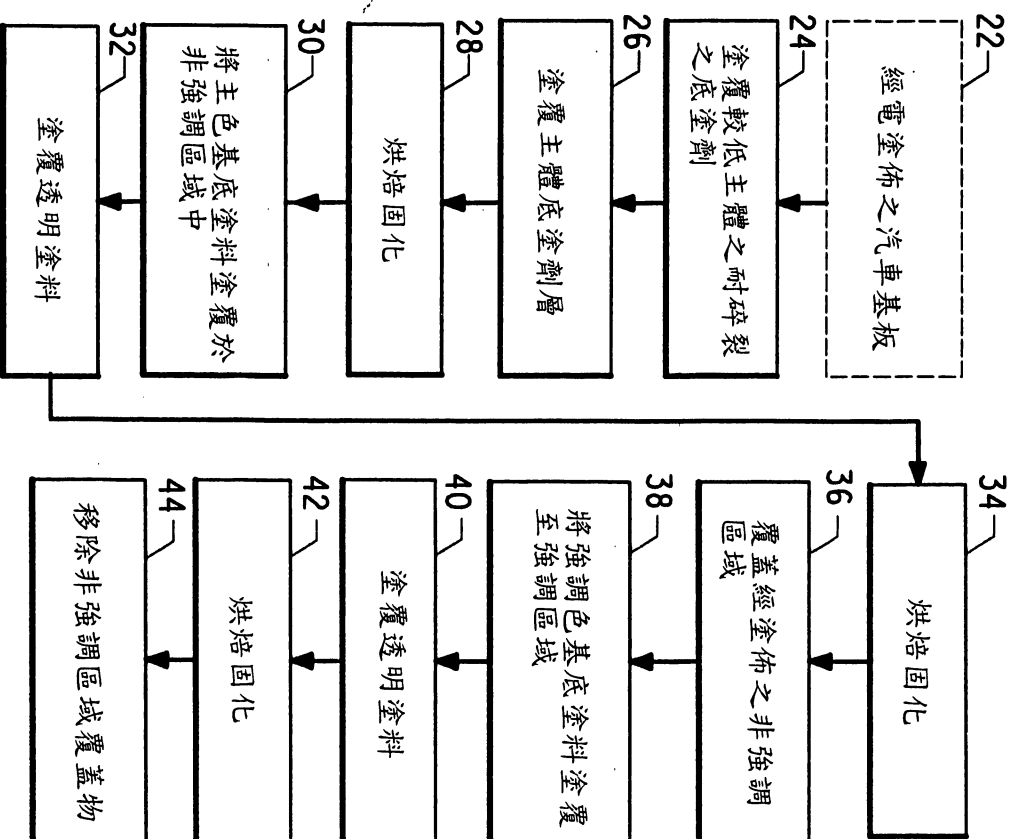 22
經電塗佈之汽車基板
24
塗覆較低主體之耐碎裂
之底塗劑
26
塗覆主體底塗劑層
28
烘焙固化
30
將主色基底塗料塗覆於
非強調區域中
32
塗覆透明塗料
34
烘焙固化
36
覆蓋經塗佈之非強調
區域
38
將強調色基底塗料塗覆
至強調區域
40
塗覆透明塗料
42
烘焙固化
44
移除非強調區域覆蓋物